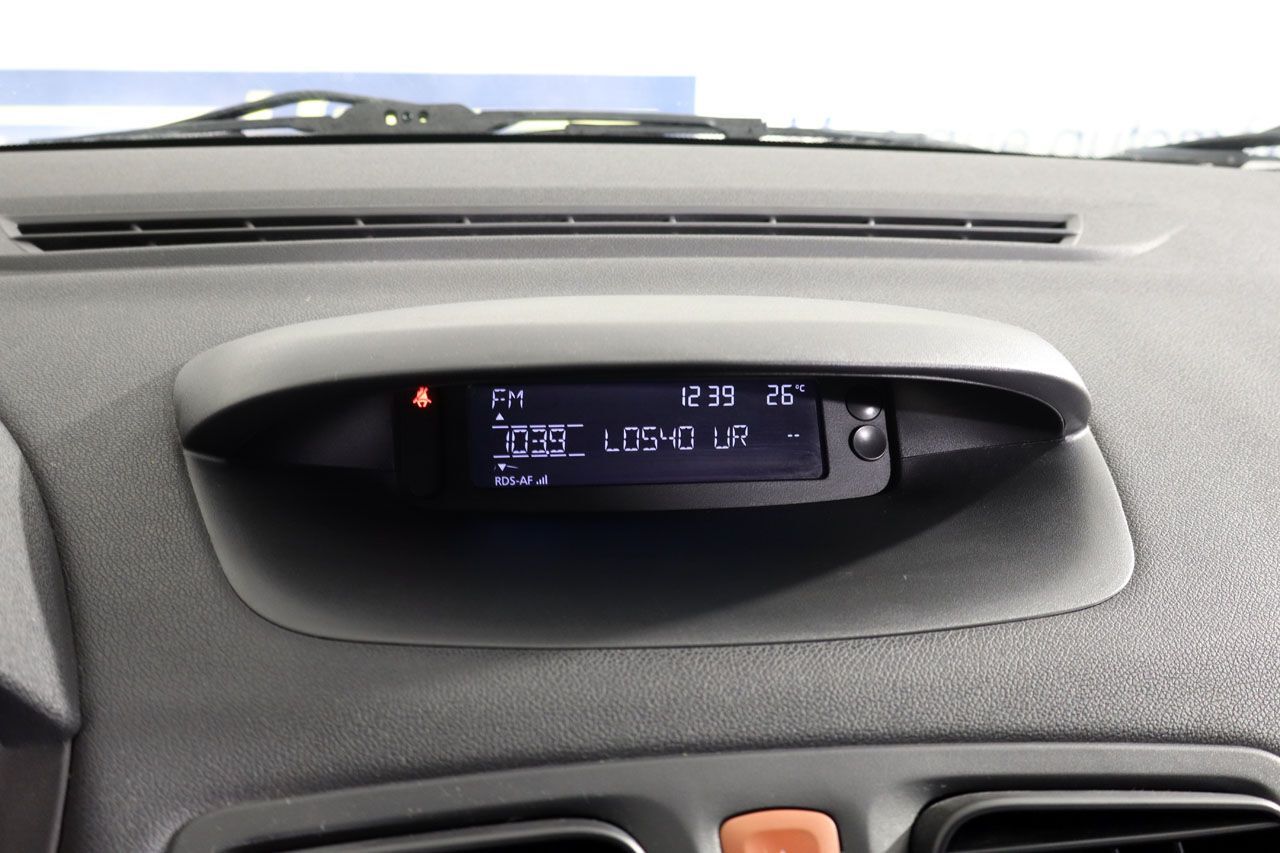 FM 12 39 26°C
103.9 LOS40 UR --
RDS-AF